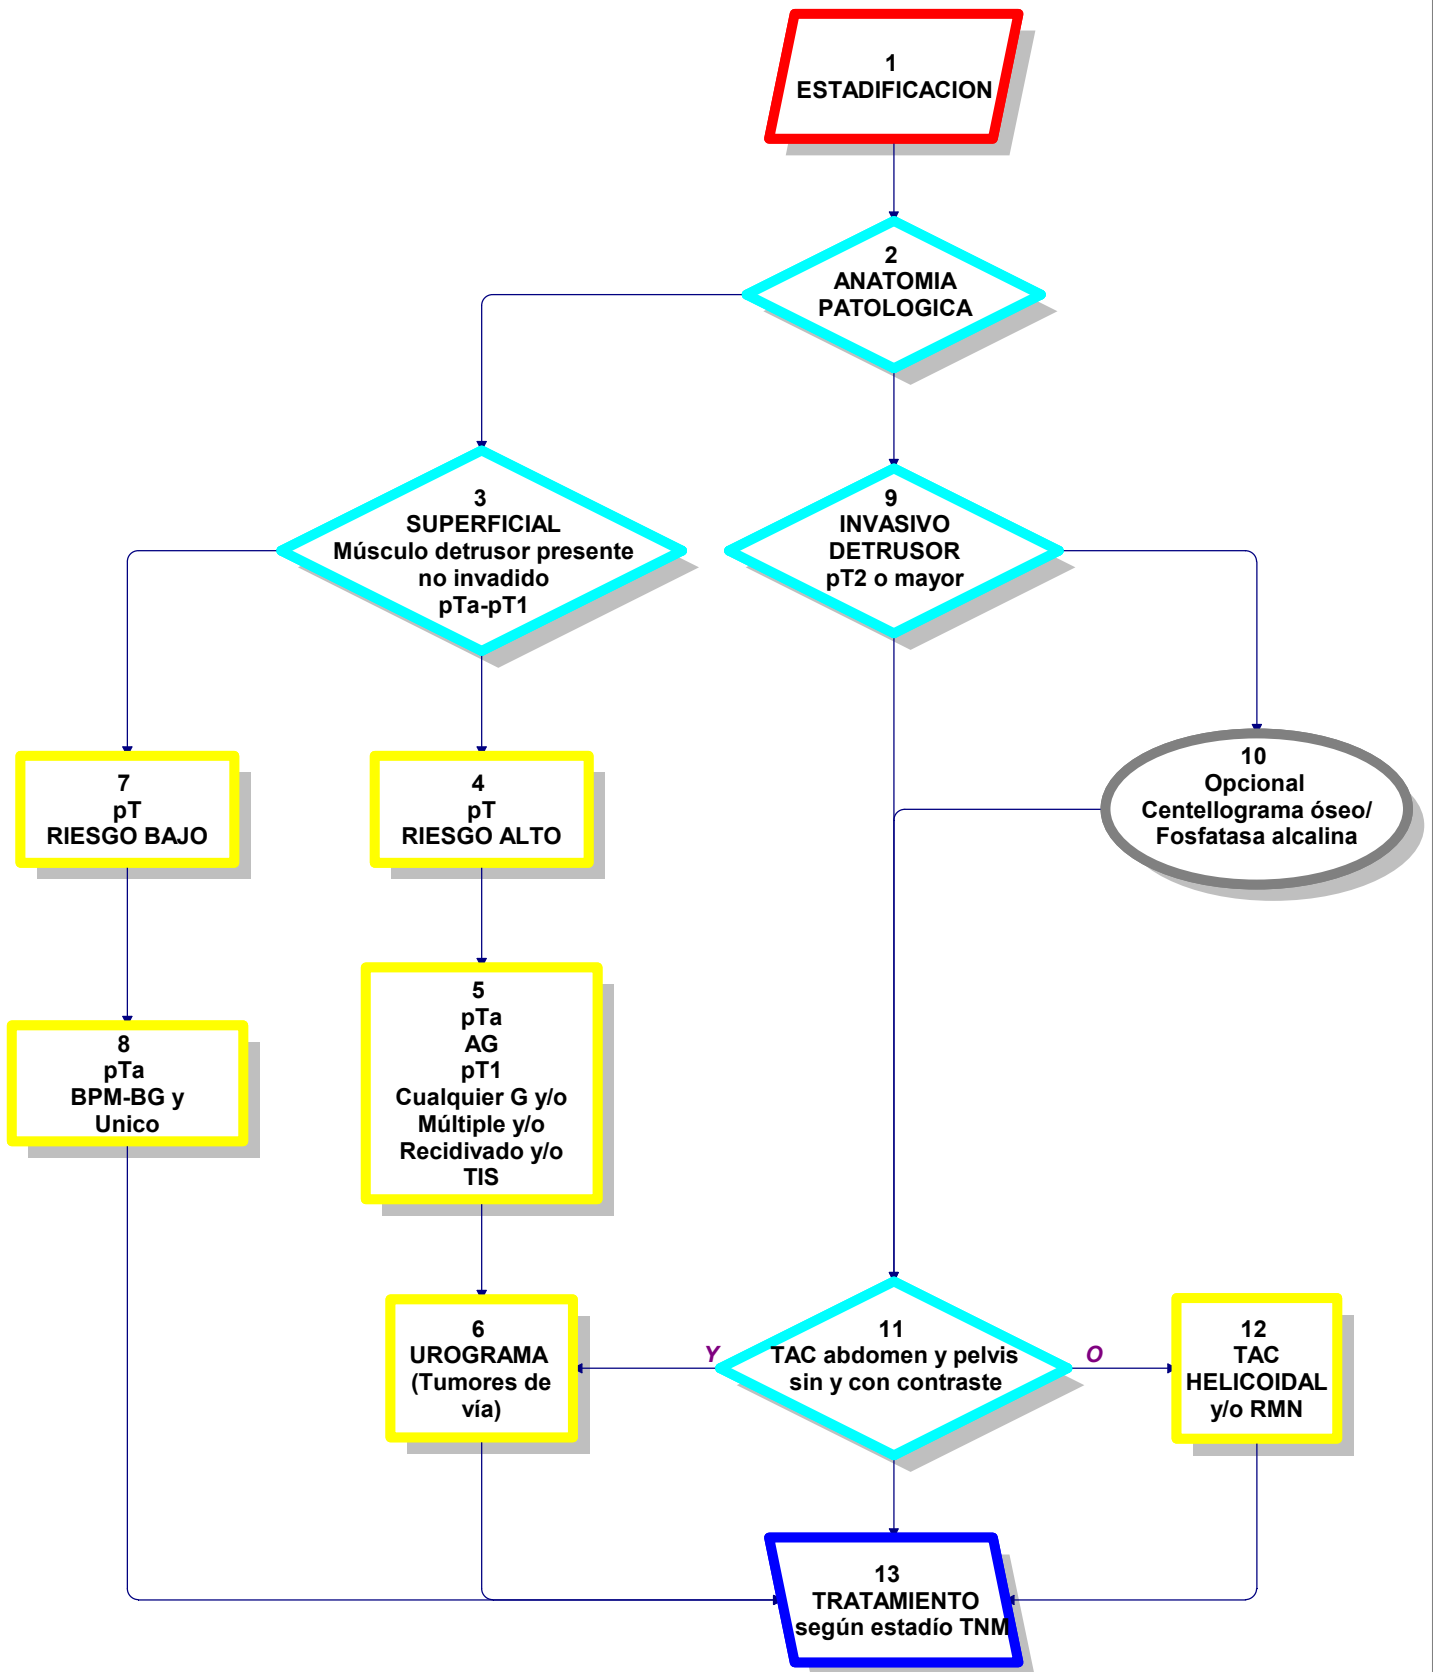 1
ESTADIFICACION
2
ANATOMIA
PATOLOGICA
3
SUPERFICIAL
Músculo detrusor presente
no invadido
pTa-pT1
9
INVASIVO
DETRUSOR
pT2 o mayor
7
pT
RIESGO BAJO
4
pT
RIESGO ALTO
10
Opcional
Centellograma óseo/
Fosfatasa alcalina
8
pTa
BPM-BG y
Unico
5
pTa
AG
pT1
Cualquier G y/o
Múltiple y/o
Recidivado y/o
TIS
6
UROGRAMA
(Tumores de
vía)
Y
11
TAC abdomen y pelvis
sin y con contraste
O
12
TAC
HELICOIDAL
y/o RMN
13
TRATAMIENTO
según estadío TNM